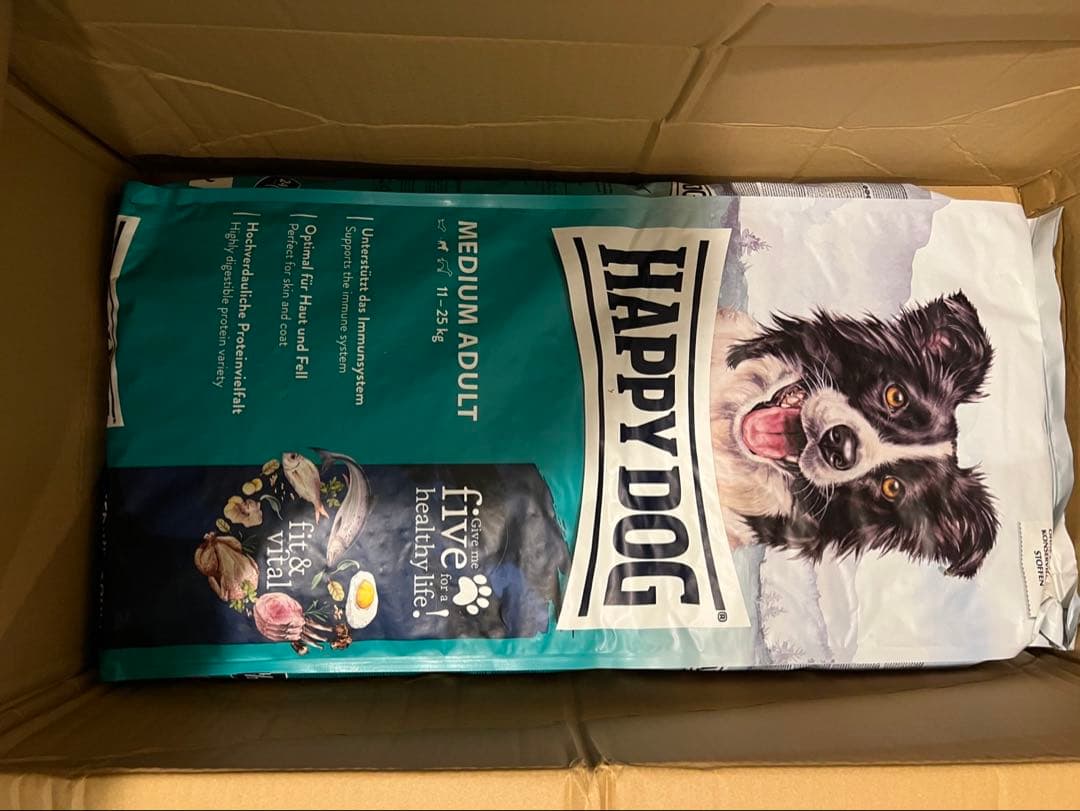 HAPPY DOG®
MEDIUM ADULT
11–25 kg
Unterstützt das Immunsystem
Supports the immune system
Optimal für Haut und Fell
Perfect for skin and coat
Hochverdauliche Proteinvielfalt
Highly digestible protein variety
Give me
five for a
healthy life!
fit &
vital
STOFFEN